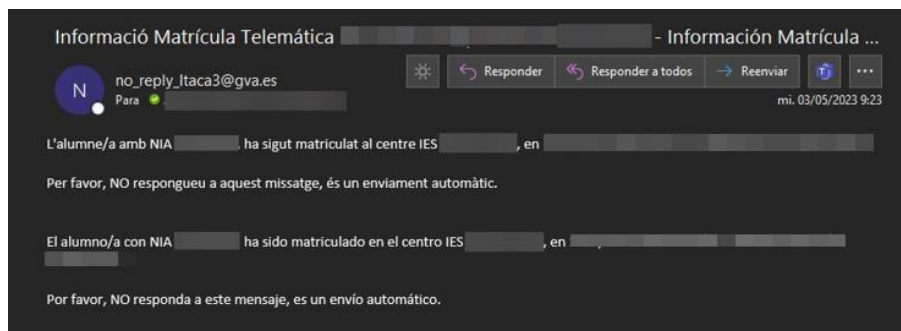 Informació Matrícula Telemática - Información Matrícula ...
N
no_reply_Itaca3@gva.es
Responder
Responder a todos
Reenviar
Para
mi. 03/05/2023 9:23
L'alumne/a amb NIA , ha sigut matriculat al centre IES , en
Per favor, NO respongueu a aquest missatge, és un enviament automàtic.
El alumno/a con NIA ha sido matriculado en el centro IES , en
Por favor, NO responda a este mensaje, es un envío automático.